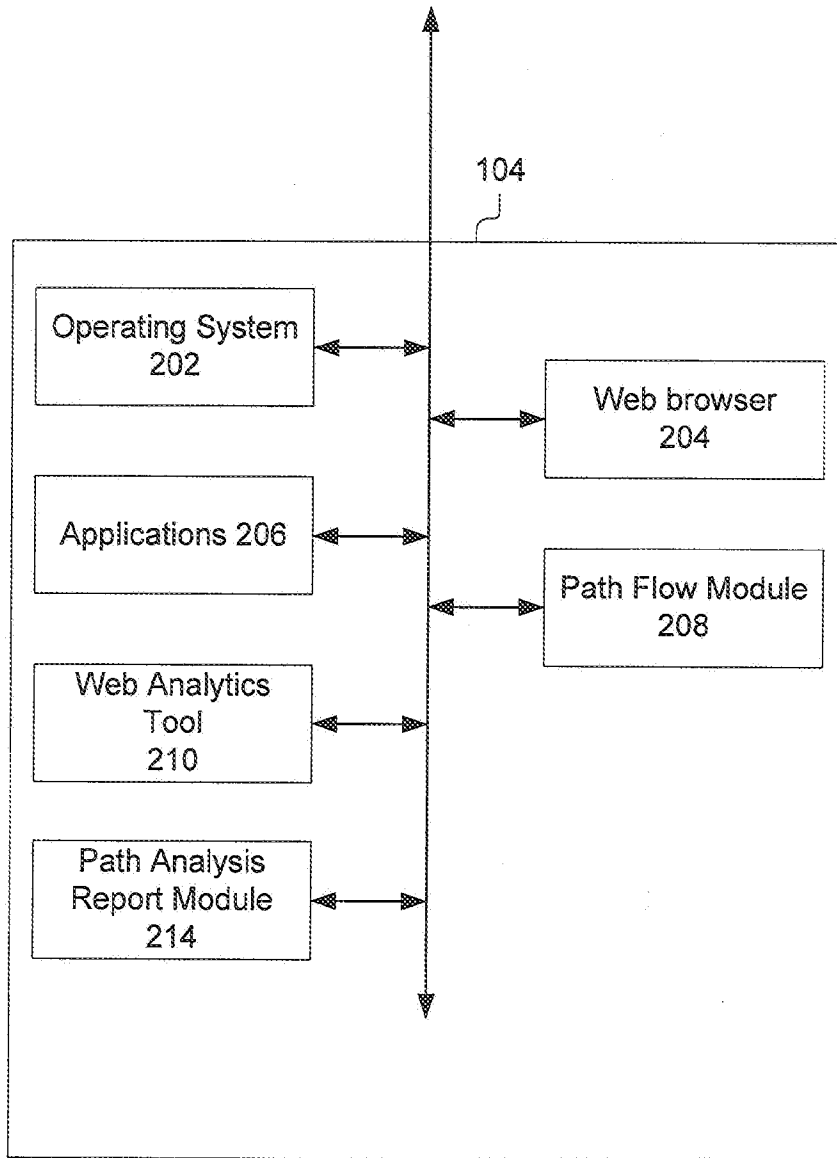 104
Operating System
202
Web browser
204
Applications 206
Path Flow Module
208
Web Analytics
Tool
210
Path Analysis
Report Module
214